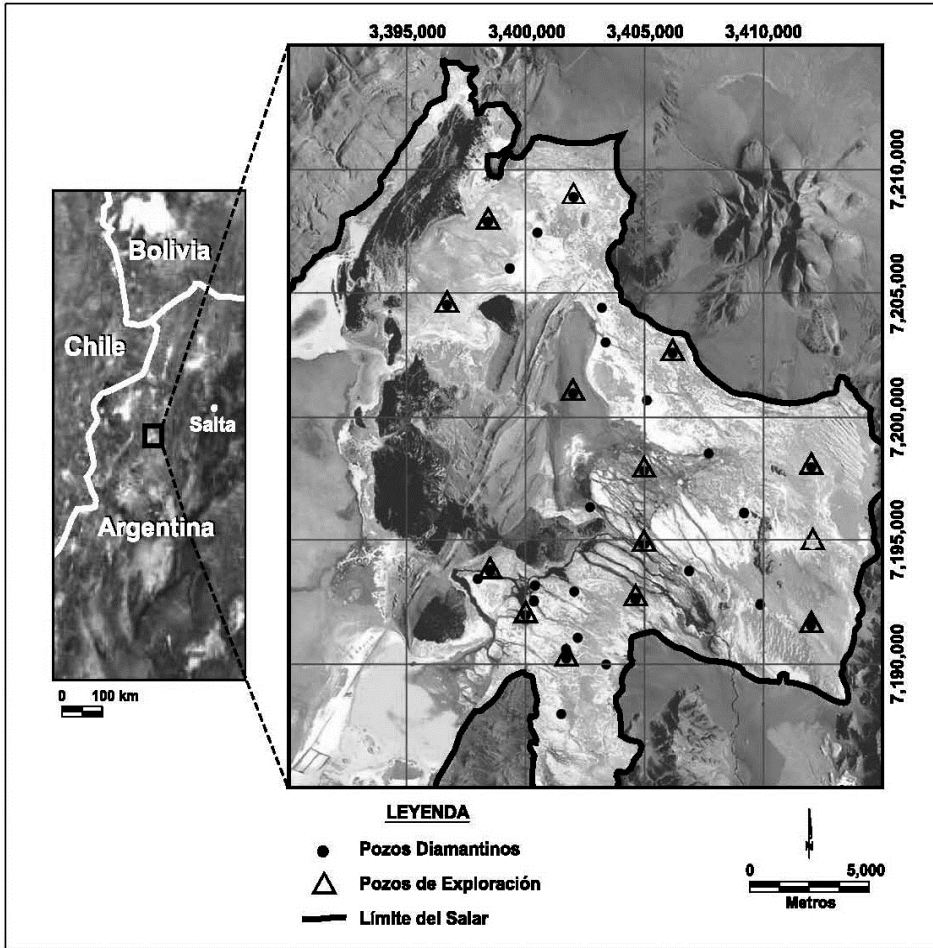 3,395,000 3,400,000 3,405,000 3,410,000
7,210,000
7,205,000
7,200,000
7,195,000
7,190,000
Bolivia
Chile
Salta
Argentina
0 100 km
LEYENDA
Pozos Diamantinos
Pozos de Exploración
Límite del Salar
N
0 5,000
Metros